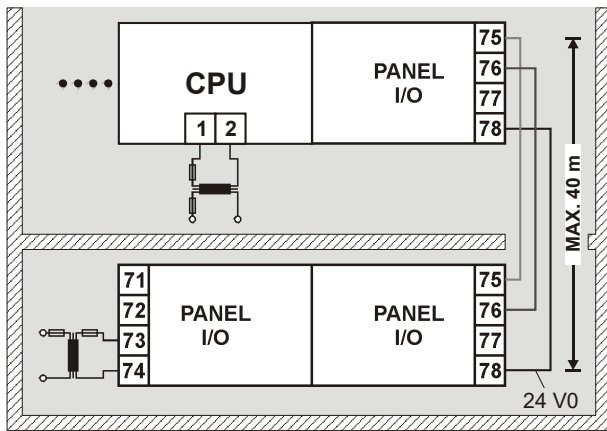 CPU
1 2
PANEL
I/O
75
76
77
78
MAX. 40 m
71
72
73
74
PANEL
I/O
PANEL
I/O
75
76
77
78
24 V0